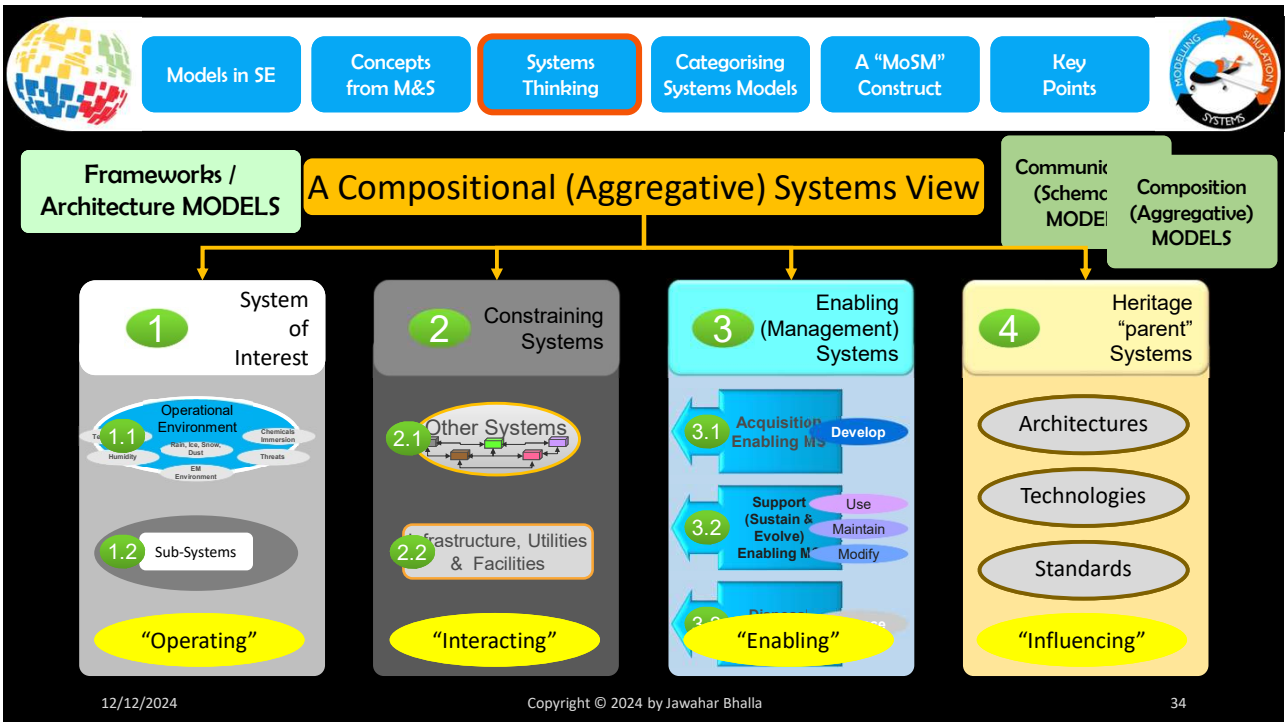 MODELLING
SIMULATION
SYSTEMS
Models in SE
Concepts
from M&S
Systems
Thinking
Categorising
Systems Models
A “MoSM”
Construct
Key
Points
Frameworks /
Architecture MODELS
A Compositional (Aggregative) Systems View
Composition
(Aggregative)
MODELS
1
System
of
Interest
1.1
Operational
Environment
Chemicals
Immersion
Rain, Ice, Snow,
Dust
Humidity
Threats
EM
Environment
1.2
Sub-Systems
“Operating”
2
Constraining
Systems
2.1
Other Systems
2.2
Infrastructure, Utilities
& Facilities
“Interacting”
3
Enabling
(Management)
Systems
3.1
Acquisition
Enabling
Develop
3.2
Support
(Sustain &
Evolve)
Enabling
Use
Maintain
Modify
“Enabling”
4
Heritage
“parent”
Systems
Architectures
Technologies
Standards
“Influencing”
12/12/2024
Copyright © 2024 by Jawahar Bhalla
34